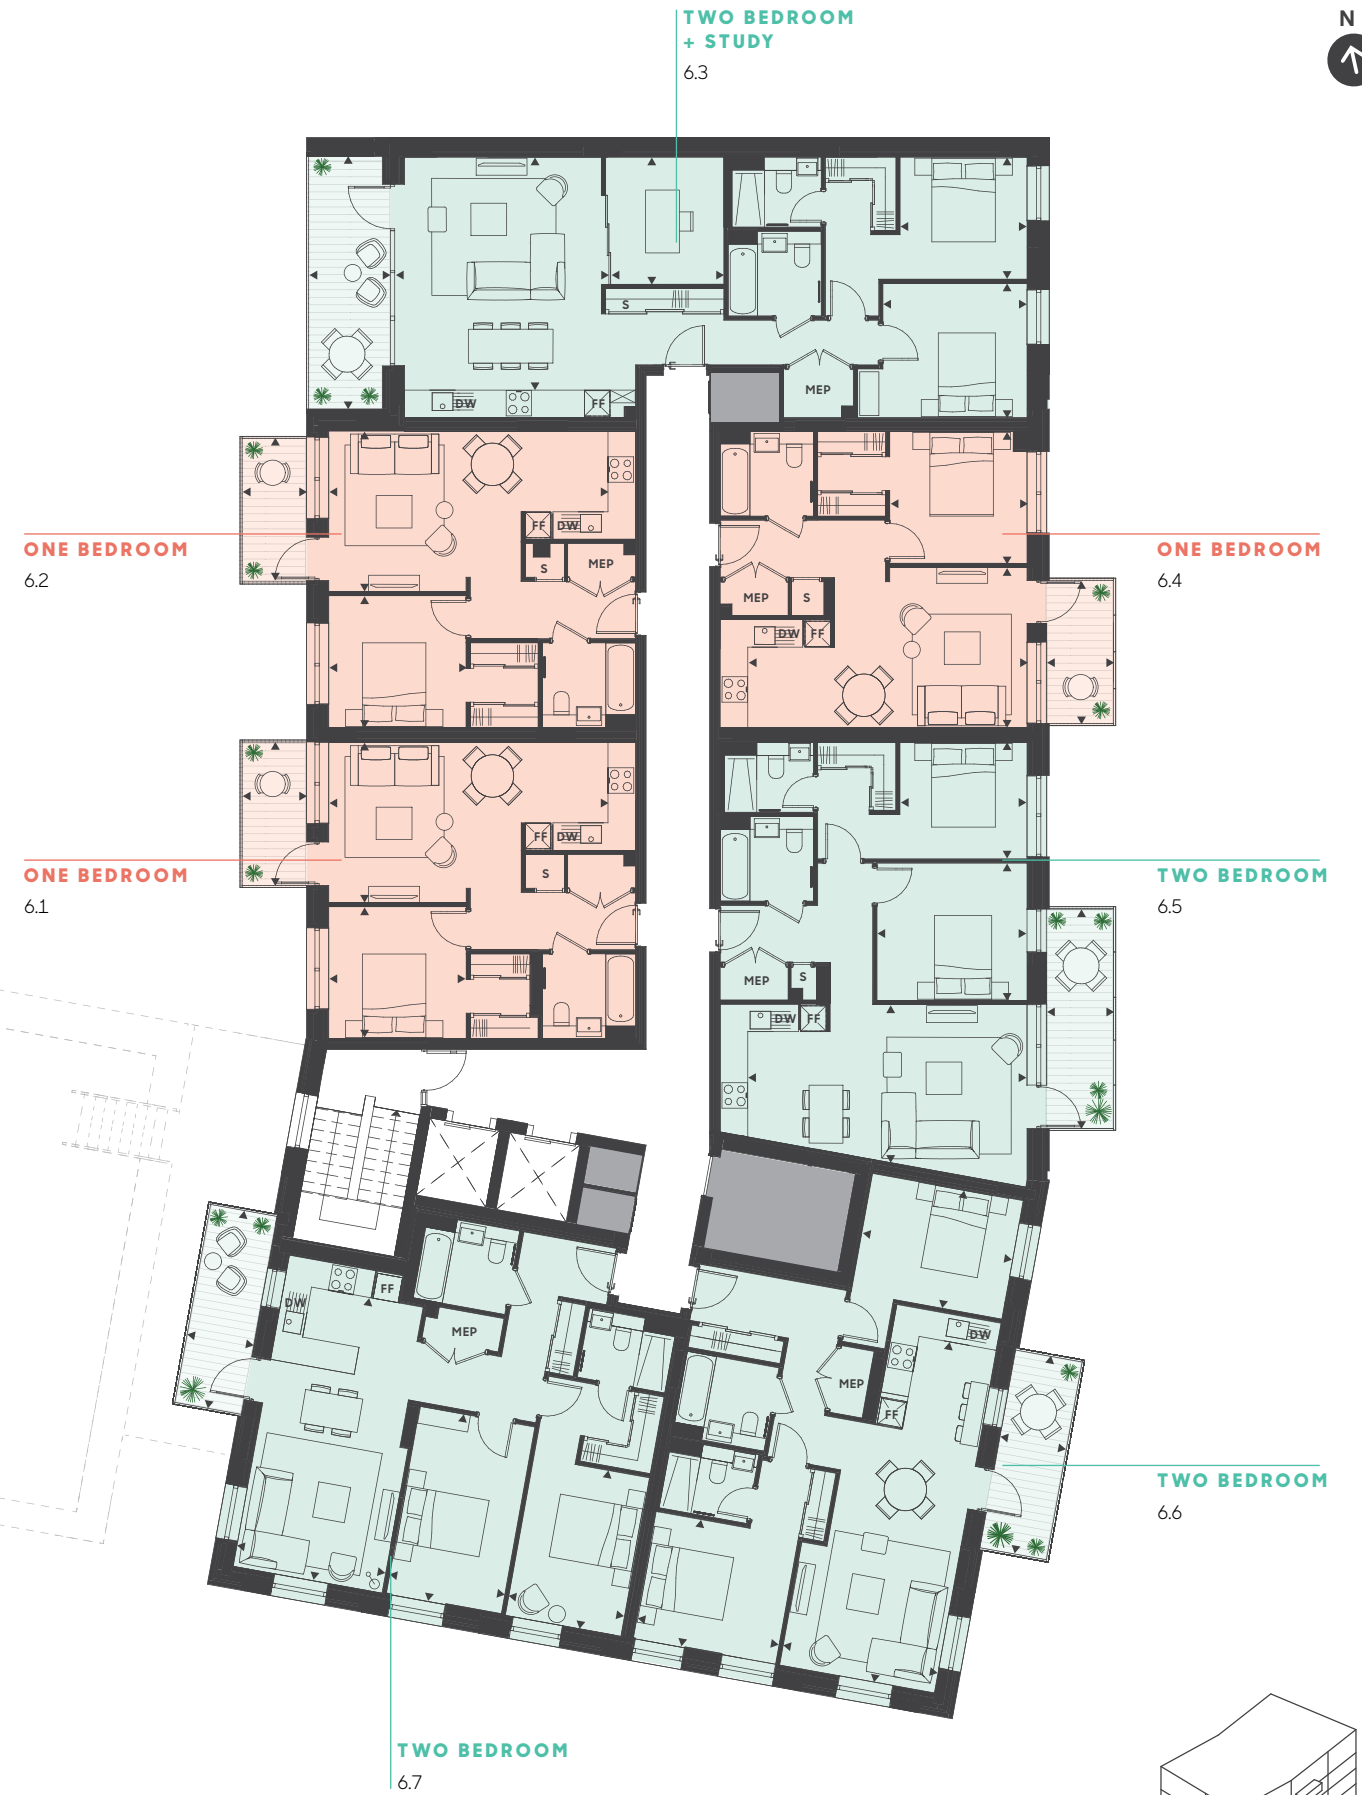 TWO BEDROOM
+ STUDY
6.3
N
S
MEP
DW
FF
FF DW
S
MEP
ONE BEDROOM
6.2
ONE BEDROOM
6.4
MEP
S
DW FF
FF DW
S
ONE BEDROOM
6.1
TWO BEDROOM
6.5
MEP
S
DW FF
FF
DW
MEP
DW
MEP
FF
TWO BEDROOM
6.6
TWO BEDROOM
6.7